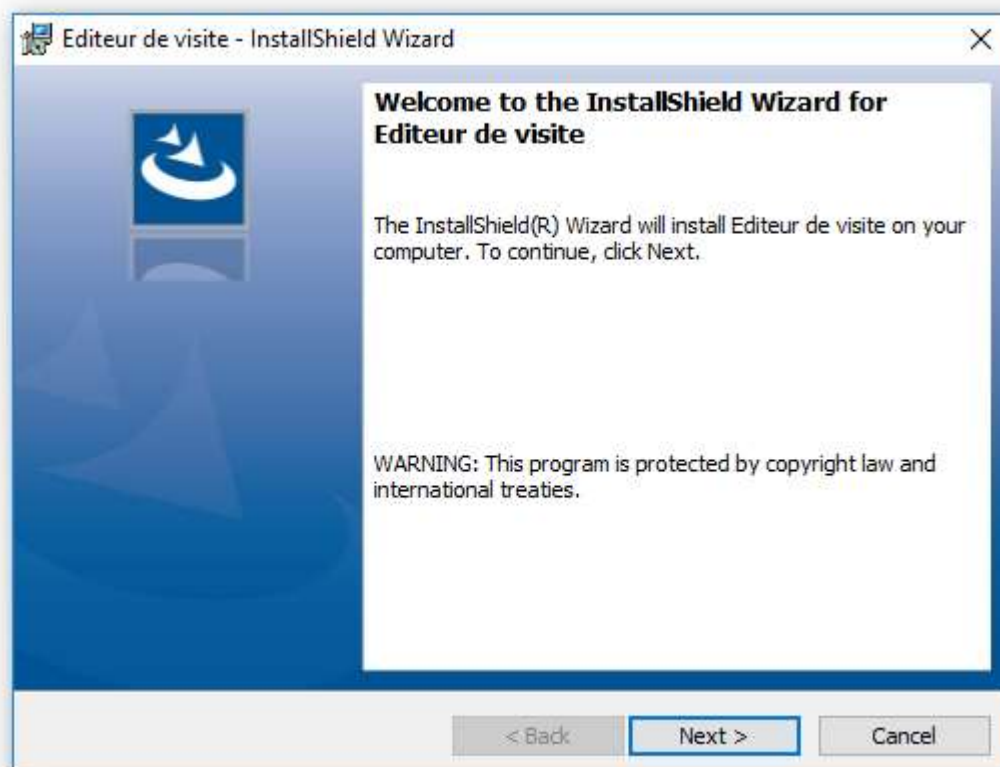 Editeur de visite - InstallShield Wizard
Welcome to the InstallShield Wizard for
Editeur de visite
The InstallShield(R) Wizard will install Editeur de visite on your
computer. To continue, click Next.
WARNING: This program is protected by copyright law and
international treaties.
< Back
Next >
Cancel